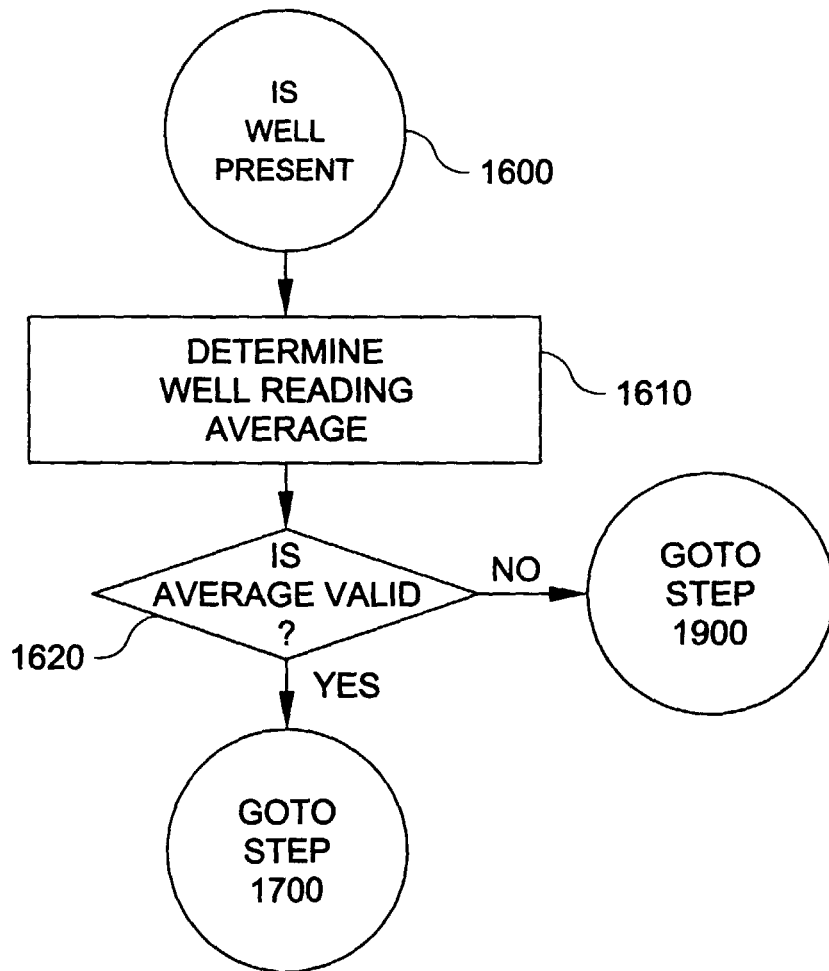 IS
WELL
PRESENT
1600
DETERMINE
WELL READING
AVERAGE
1610
IS
AVERAGE VALID
?
1620
NO
GOTO
STEP
1900
YES
GOTO
STEP
1700